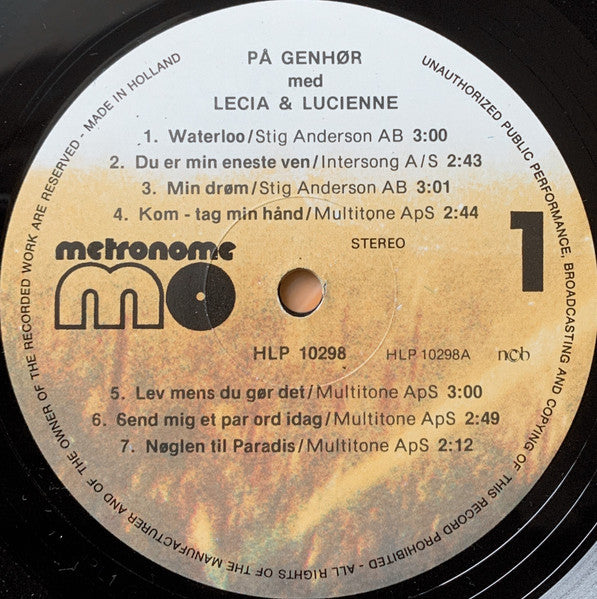 PÅ GENHØR
med
LECIA & LUCIENNE
1. Waterloo/Stig Anderson AB 3:00
2. Du er min eneste ven/Intersong A/S 2:43
3. Min drøm/Stig Anderson AB 3:01
4. Kom - tag min hånd/Multitone ApS 2:44
metronome
mo
STEREO
1
HLP 10298
HLP 10298A
ncb
5. Lev mens du gør det/Multitone ApS 3:00
6. Send mig et par ord idag/Multitone ApS 2:49
7. Nøglen til Paradis/Multitone ApS 2:12
UNAUTHORIZED PUBLIC PERFORMANCE, BROADCASTING AND COPYING OF THIS RECORD PROHIBITED - ALL RIGHTS OF THE MANUFACTURER AND OF THE OWNER OF THE RECORDED WORK ARE RESERVED - MADE IN HOLLAND